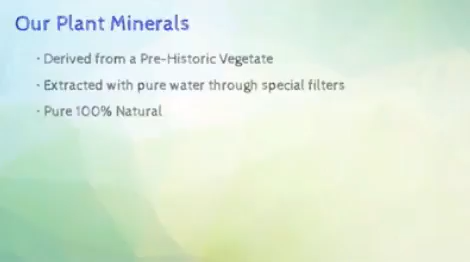 Our Plant Minerals
· Derived from a Pre-Historic Vegetate
· Extracted with pure water through special filters
· Pure 100% Natural